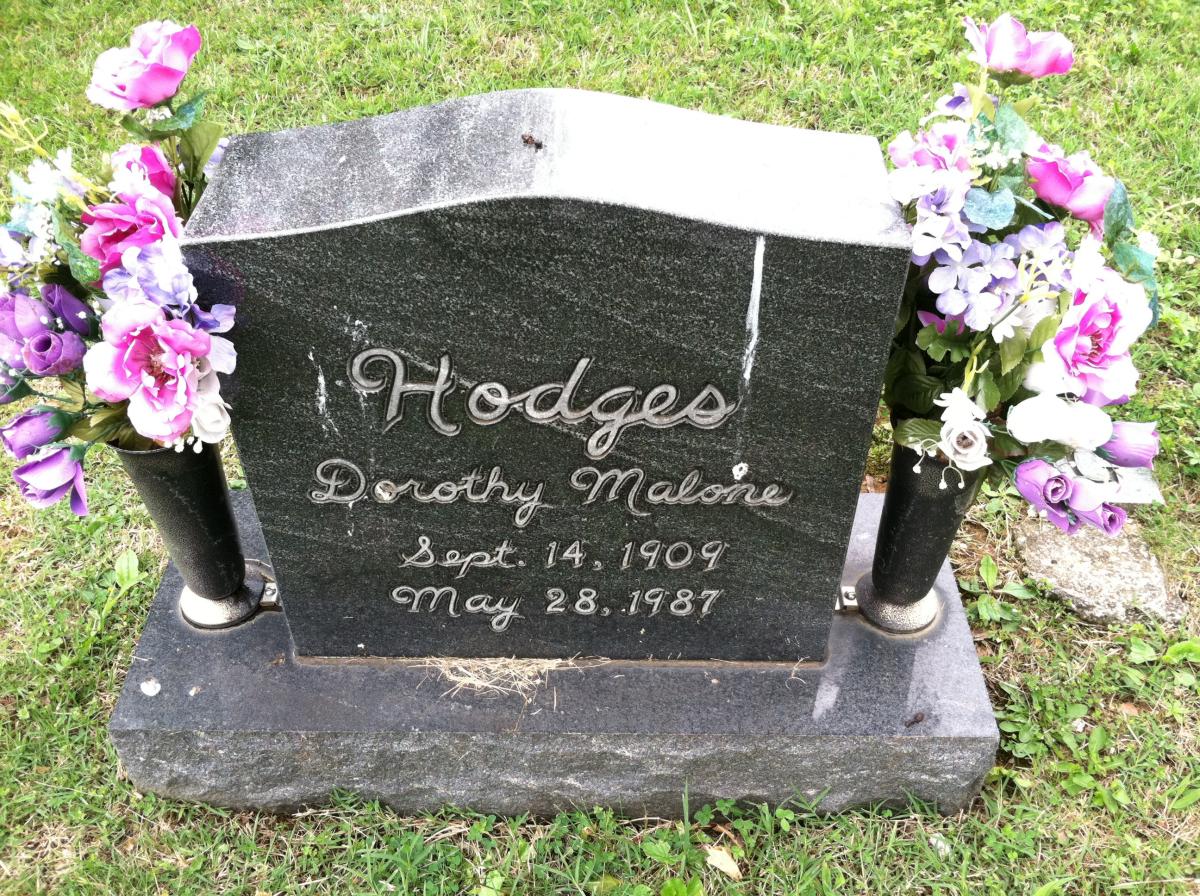 Hodges
Dorothy Malone
Sept. 14, 1909
May 28, 1987